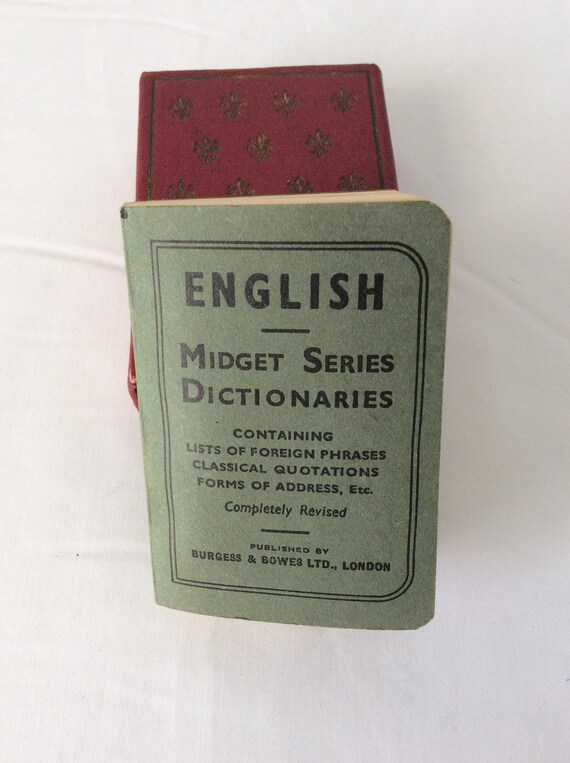 ENGLISH
MIDGET SERIES
DICTIONARIES
CONTAINING
LISTS OF FOREIGN PHRASES
CLASSICAL QUOTATIONS
FORMS OF ADDRESS, Etc.
Completely Revised
PUBLISHED BY
BURGESS & BOWES LTD., LONDON